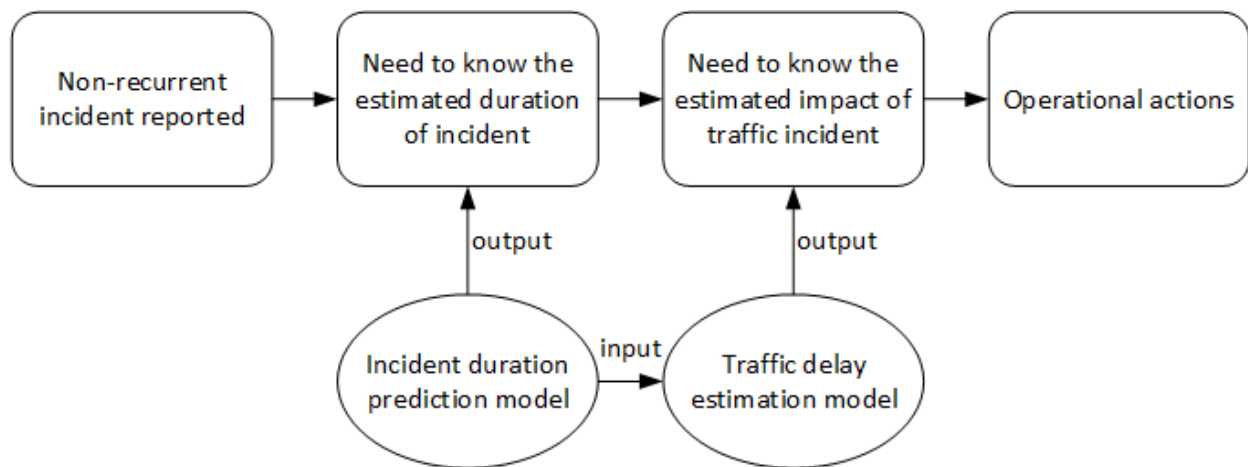 Non-recurrent
incident reported
Need to know the
estimated duration
of incident
Need to know the
estimated impact of
traffic incident
Operational actions
output
output
Incident duration
prediction model
input
Traffic delay
estimation model